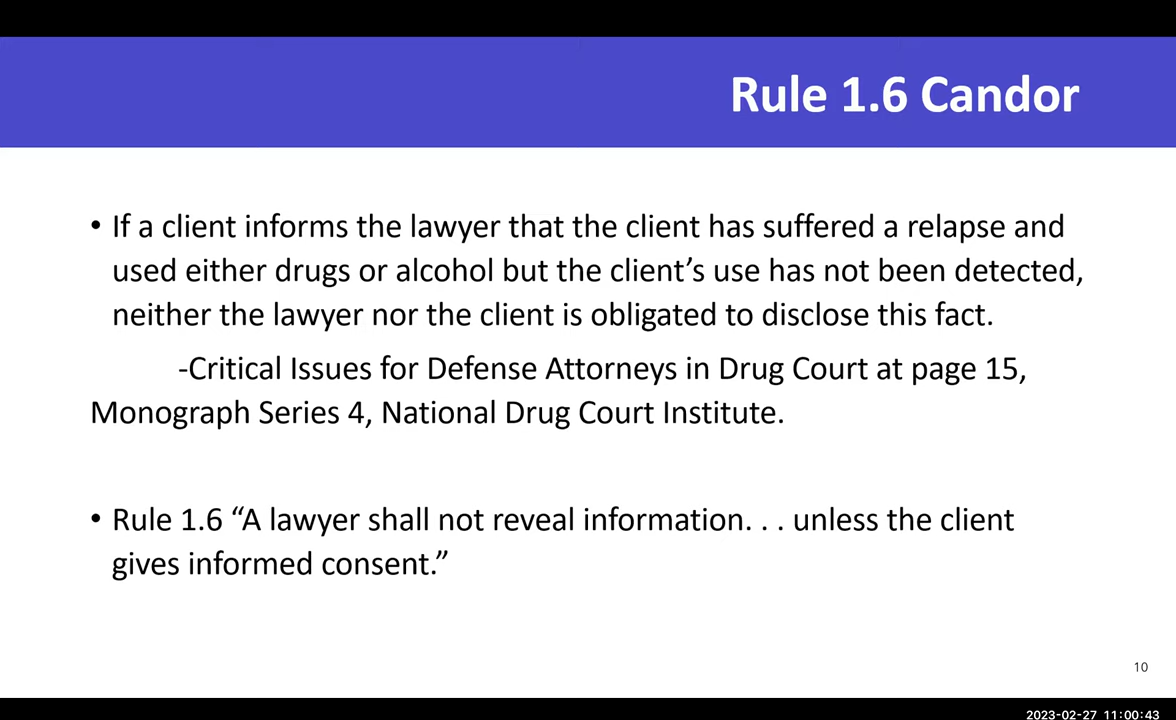 Rule 1.6 Candor
• If a client informs the lawyer that the client has suffered a relapse and
used either drugs or alcohol but the client’s use has not been detected,
neither the lawyer nor the client is obligated to disclose this fact.
-Critical Issues for Defense Attorneys in Drug Court at page 15,
Monograph Series 4, National Drug Court Institute.
• Rule 1.6 “A lawyer shall not reveal information. . . unless the client
gives informed consent.”
10
2023-02-27 11:00:43